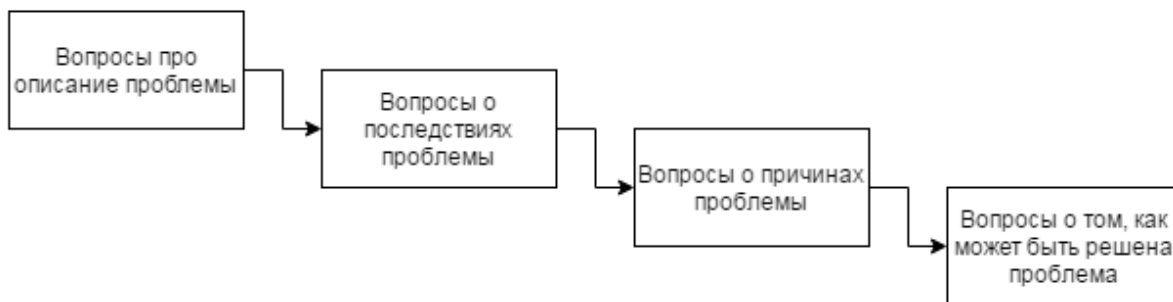 Вопросы про
описание проблемы
Вопросы о
последствиях
проблемы
Вопросы о причинах
проблемы
Вопросы о том, как
может быть решена
проблема